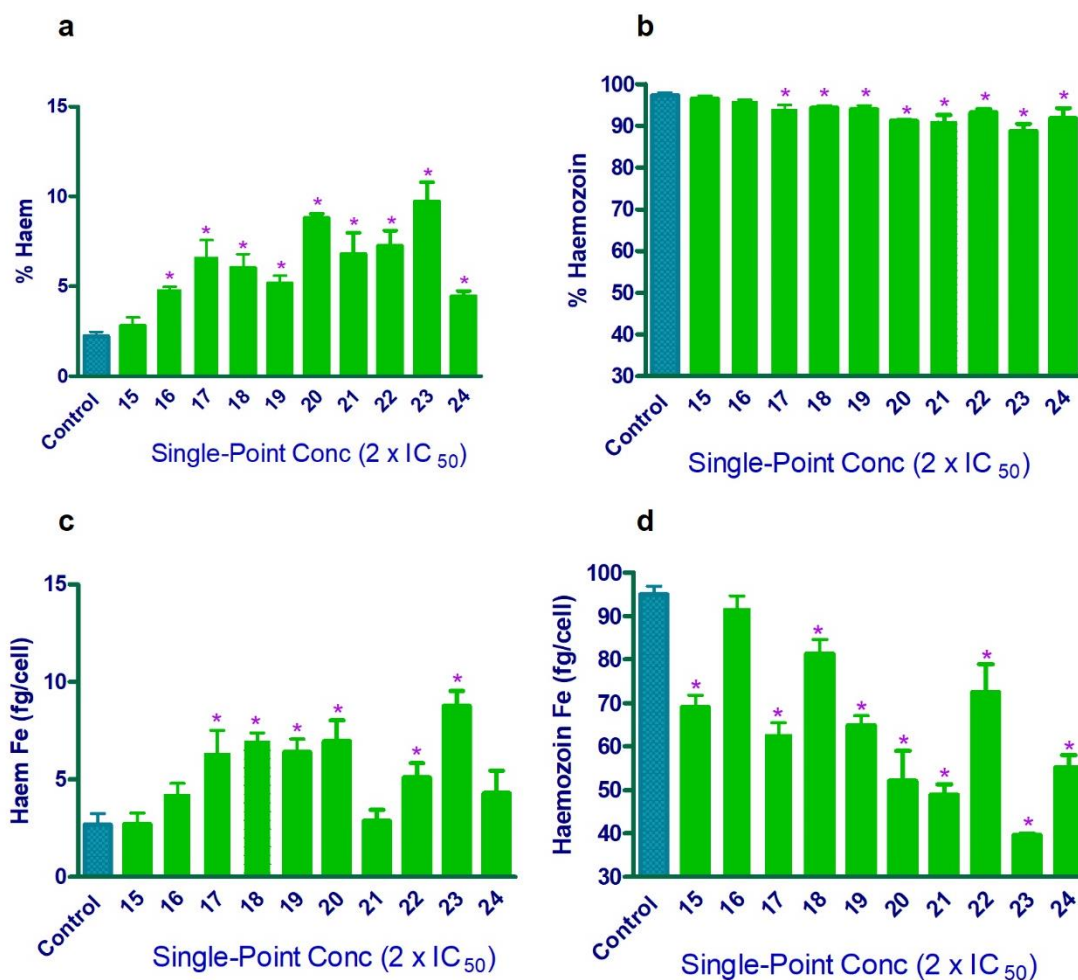 a
% Haem
15
10
5
0
* * * * * * * * *
Control 15 16 17 18 19 20 21 22 23 24
Single-Point Conc (2 x IC 50)
b
% Haemozoin
100
90
80
70
60
50
40
30
* * * * * * * *
Control 15 16 17 18 19 20 21 22 23 24
Single-Point Conc (2 x IC 50)
c
Haem Fe (fg/cell)
15
10
5
0
* * * * * *
Control 15 16 17 18 19 20 21 22 23 24
Single-Point Conc (2 x IC 50)
d
Haemozoin Fe (fg/cell)
100
90
80
70
60
50
40
30
* * * * * * * * *
Control 15 16 17 18 19 20 21 22 23 24
Single-Point Conc (2 x IC 50)